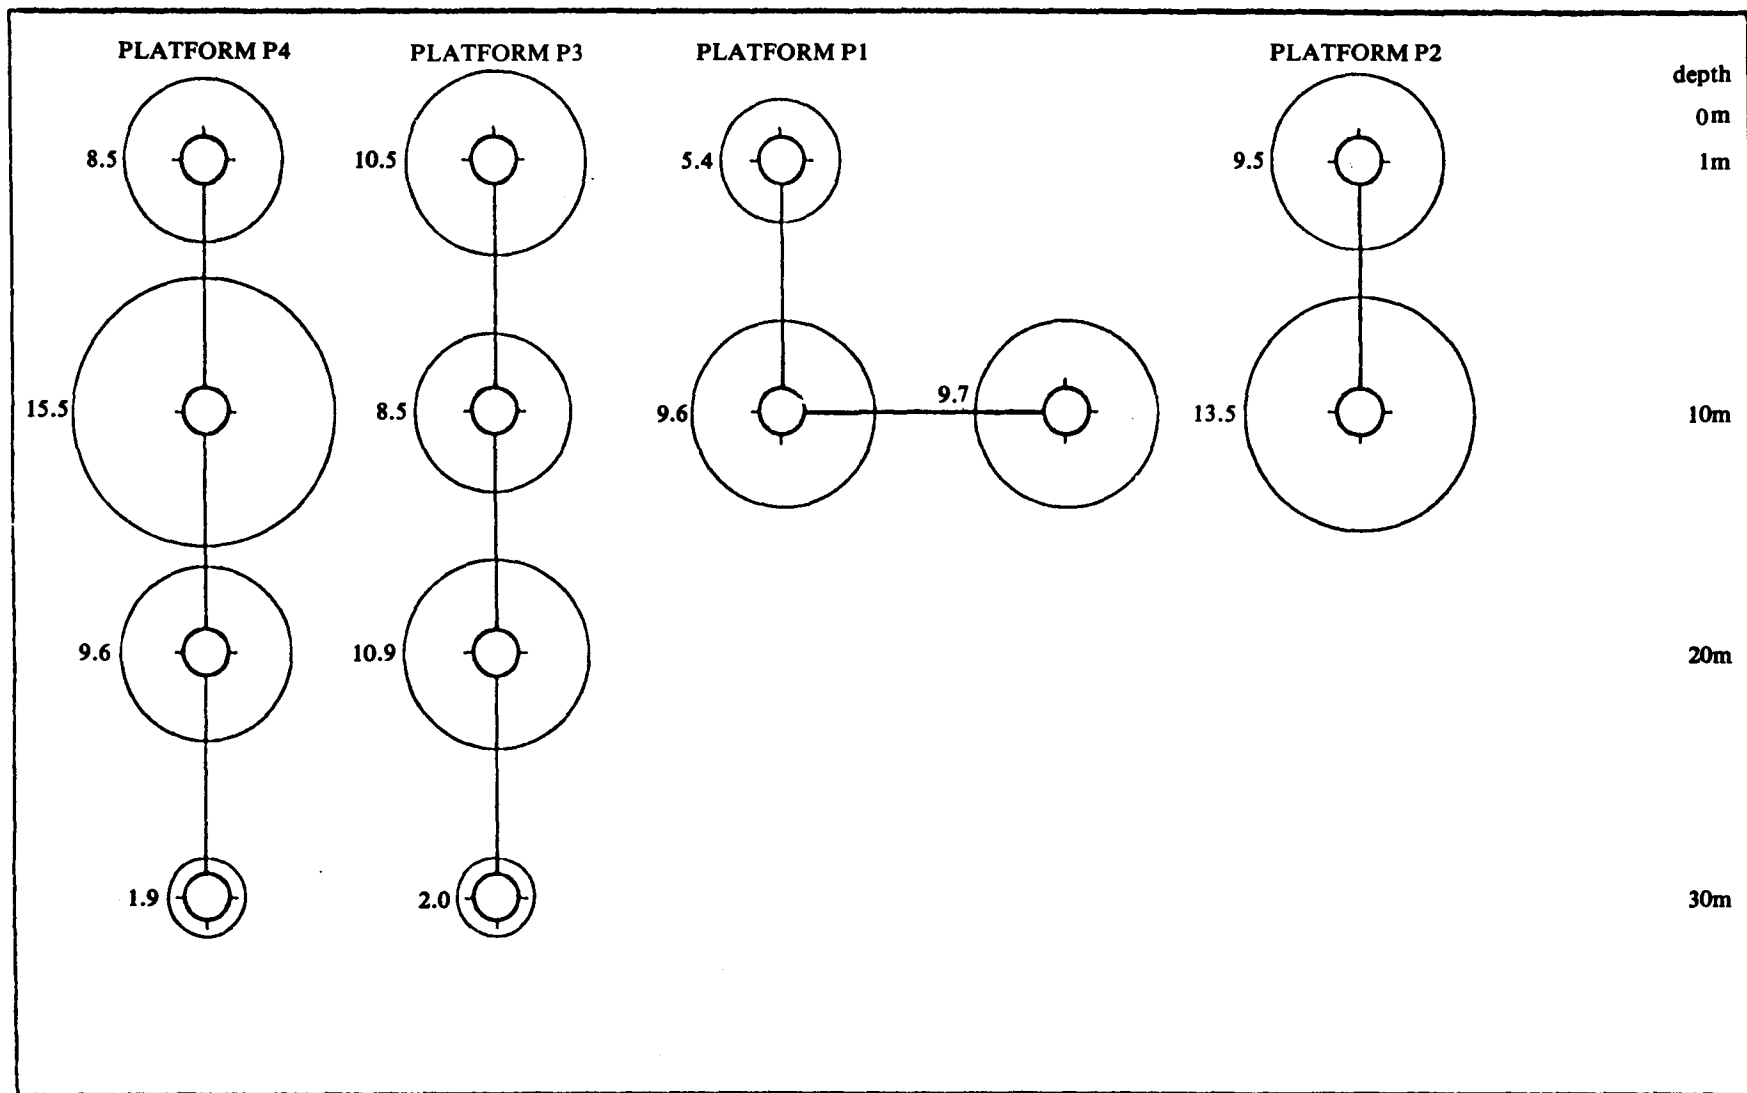 PLATFORM P4 PLATFORM P3 PLATFORM P1 PLATFORM P2
depth
0m
8.5 10.5 5.4 9.5 1m
15.5 8.5 9.6 9.7 13.5 10m
9.6 10.9 20m
1.9 2.0 30m